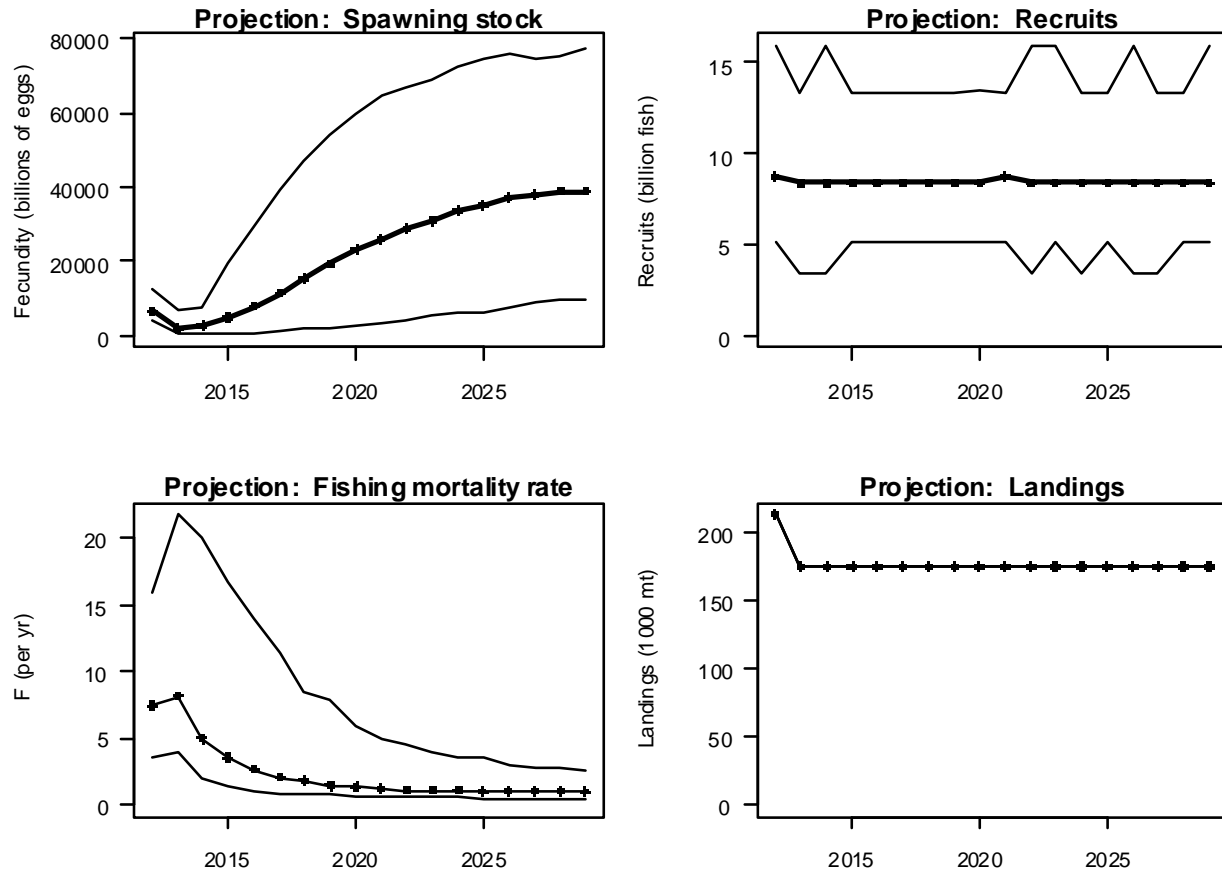 Projection: Spawning stock
Fecundity (billions of eggs)
80000
60000
40000
20000
0
2015 2020 2025
Projection: Recruits
Recruits (billion fish)
15
10
5
0
2015 2020 2025
Projection: Fishing mortality rate
F (per yr)
20
15
10
5
0
2015 2020 2025
Projection: Landings
Landings (1000 mt)
200
150
100
50
0
2015 2020 2025